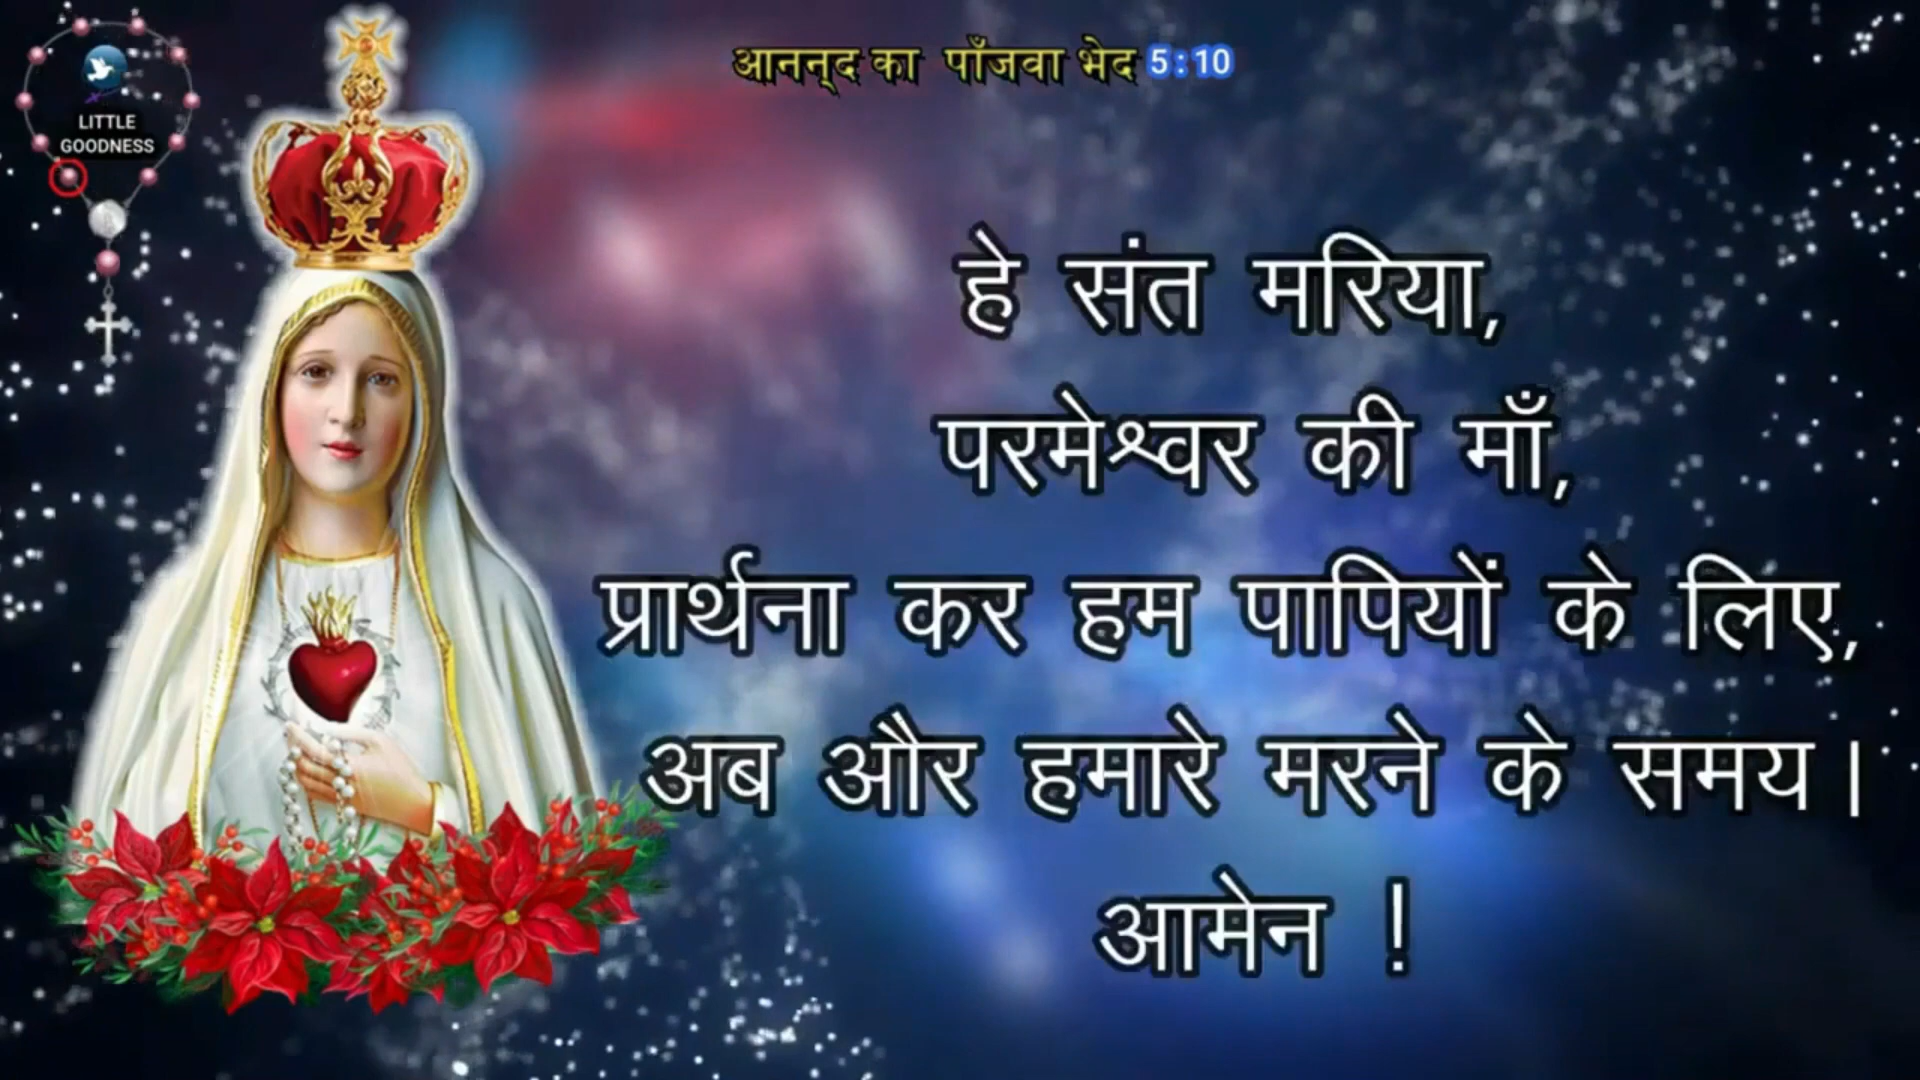 LITTLE
GOODNESS
आनन्‌द का पाँजवा भेद 5:10
हे संत मरिया,
परमेश्वर की माँ,
प्रार्थना कर हम पापियों के लिए,
अब और हमारे मरने के समय।
आमेन !